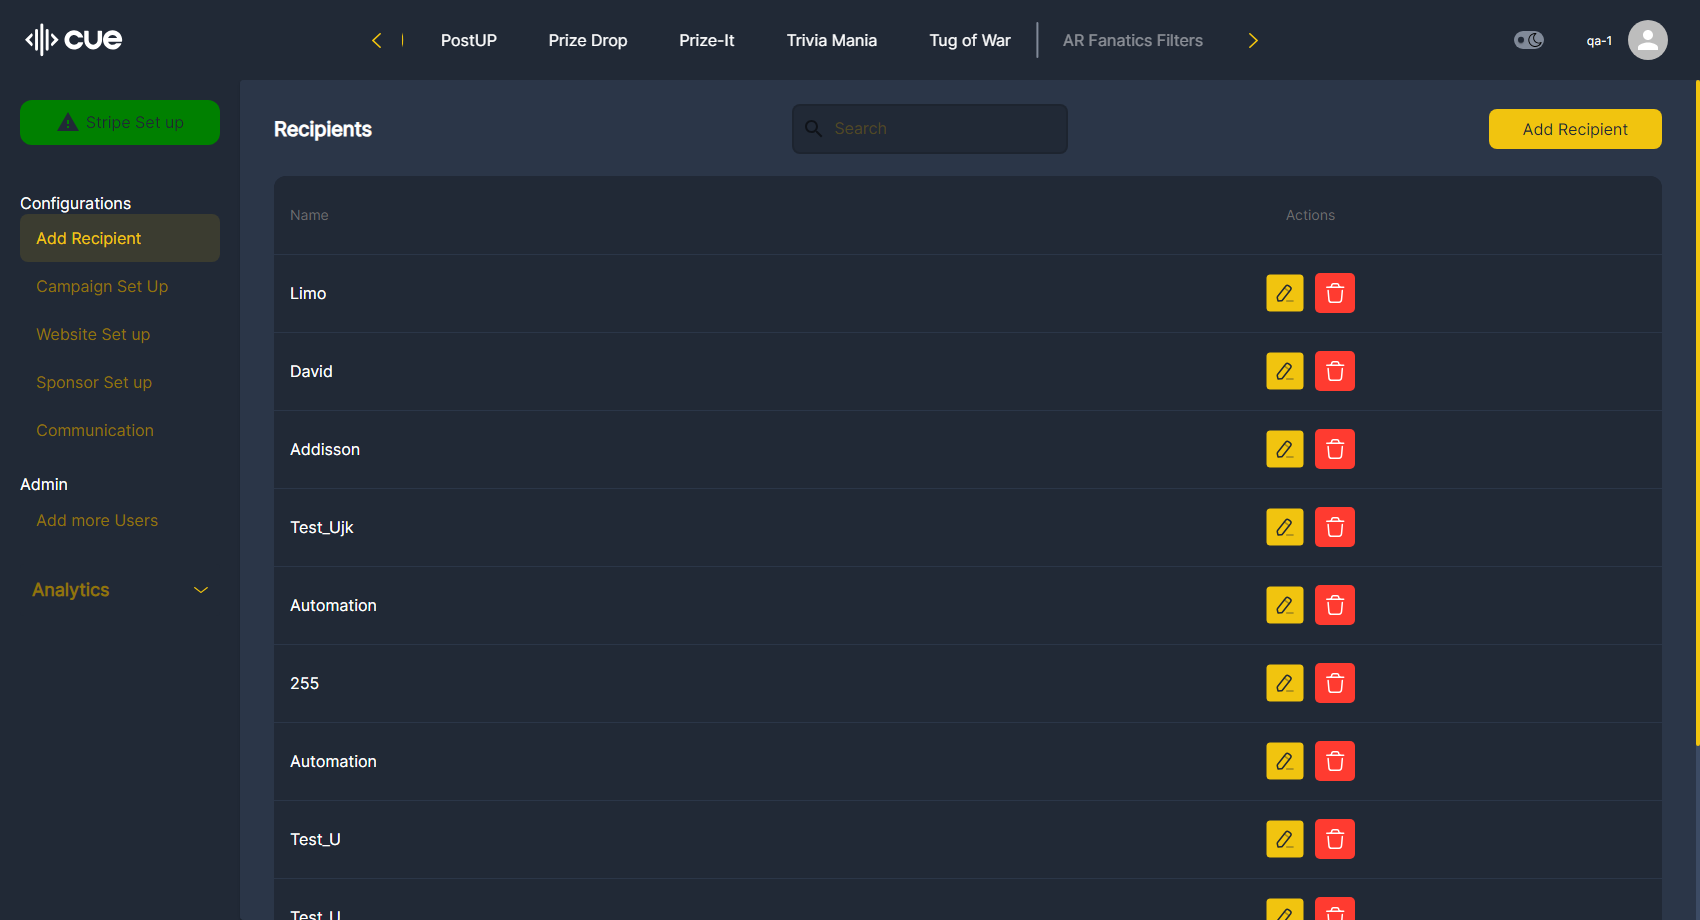 cue
PostUP
Prize Drop
Prize-It
Trivia Mania
Tug of War
AR Fanatics Filters
qa-1
Stripe Set up
Recipients
Search
Add Recipient
Configurations
Add Recipient
Campaign Set Up
Website Set up
Sponsor Set up
Communication
Admin
Add more Users
Analytics
Name
Actions
Limo
David
Addisson
Test_Ujk
Automation
255
Automation
Test_U
Test_U